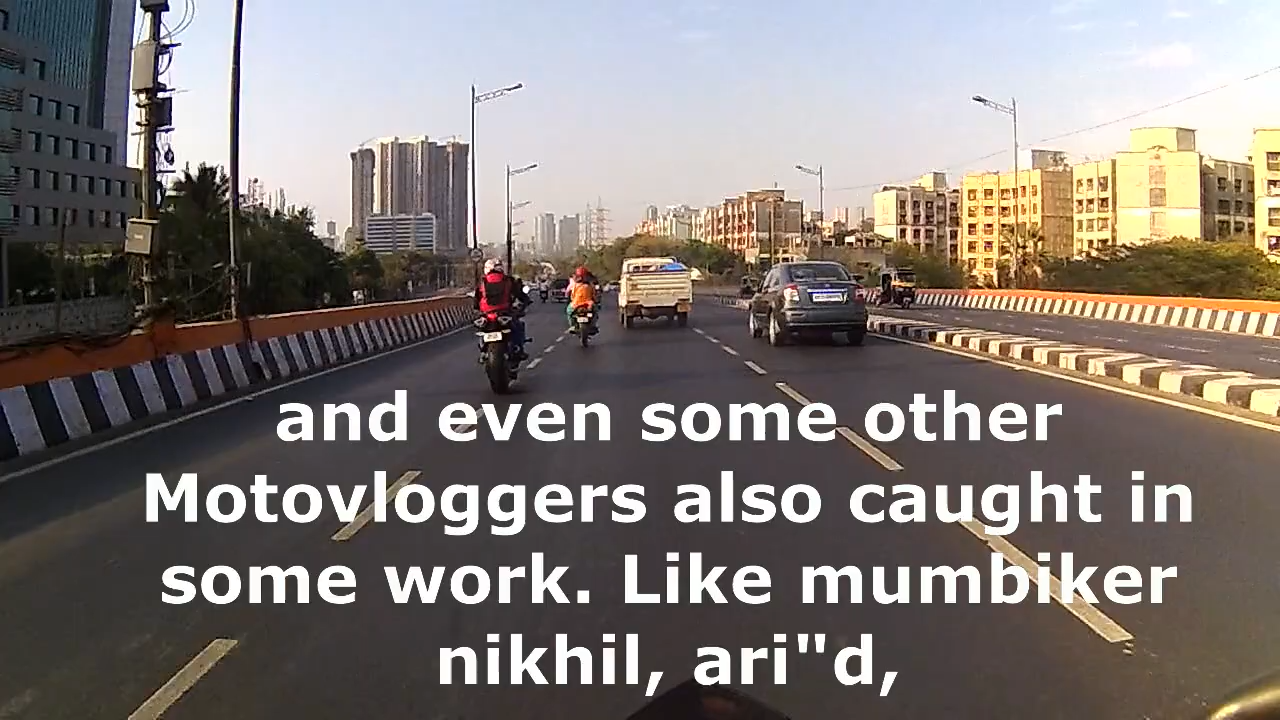 and even some other
Motovloggers also caught in
some work. Like mumbiker
nikhil, ari"d,